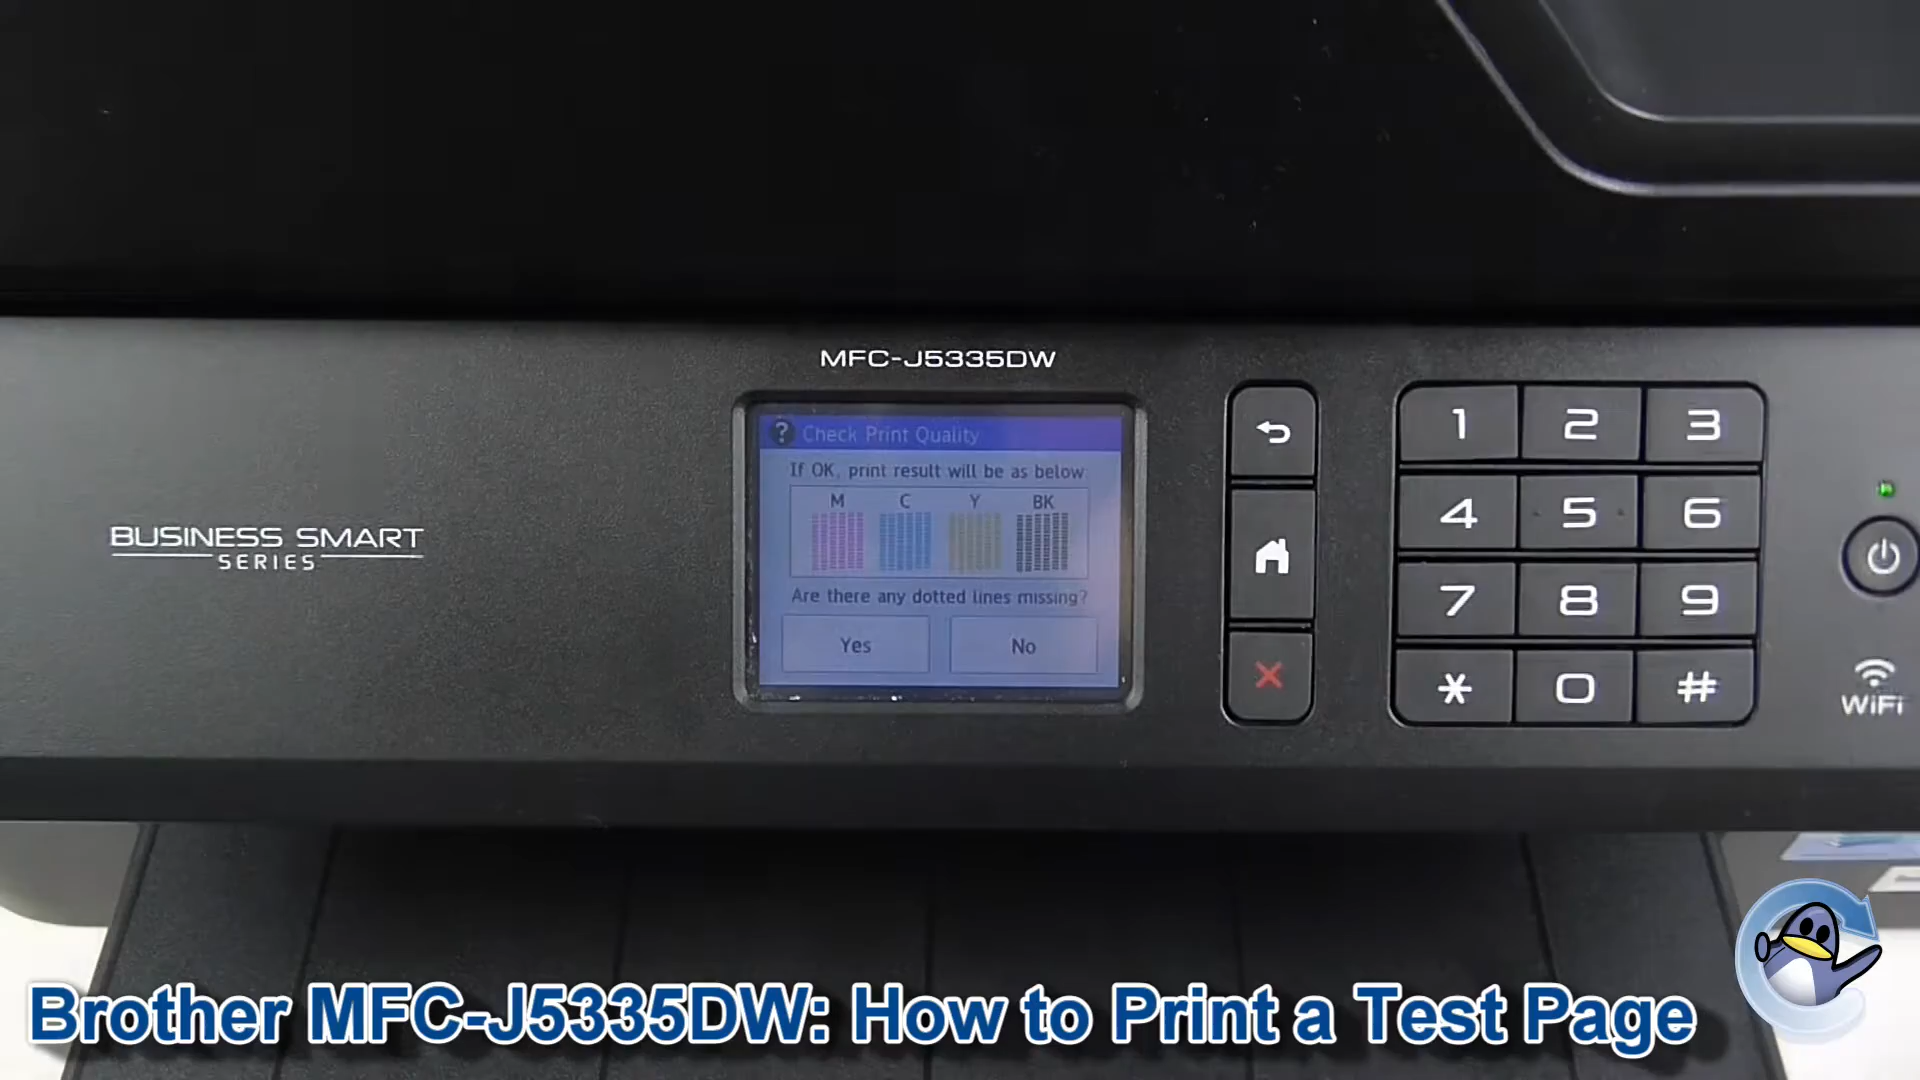 MFC-J5335DW
? Check Print Quality
If OK, print result will be as below
M C Y BK
Are there any dotted lines missing?
Yes No
BUSINESS SMART
SERIES
1 2 3
4 5 6
7 8 9
* 0 #
WiFi
Brother MFC-J5335DW: How to Print a Test Page